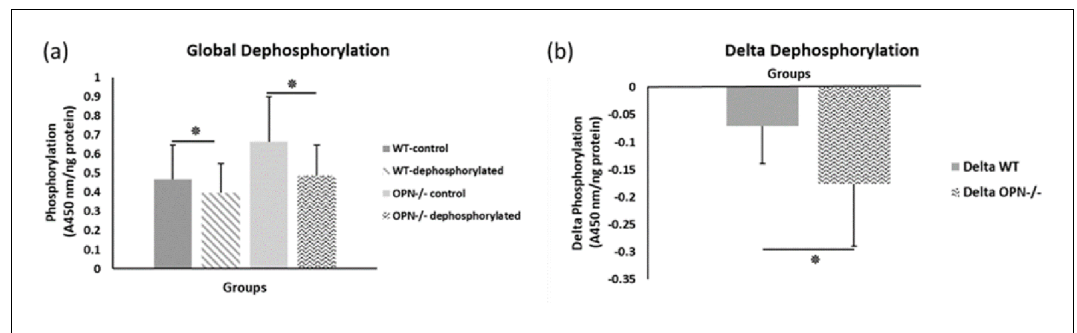 (a)
Global Dephosphorylation
Phosphorylation
(A450 nm/ng protein)
1
0.9
0.8
0.7
0.6
0.5
0.4
0.3
0.2
0.1
0
*
*
Groups
WT-control
WT-dephosphorylated
OPN-/- control
OPN-/- dephosphorylated
(b)
Delta Dephosphorylation
Groups
Delta Phosphorylation
(A450 nm/ng protein)
0
-0.05
-0.1
-0.15
-0.2
-0.25
-0.3
-0.35
*
Delta WT
Delta OPN-/-